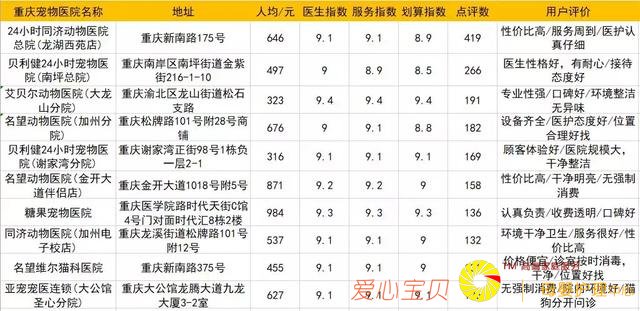 重庆宠物医院名称 地址 人均/元 医生指数 服务指数 划算指数 点评数 用户评价
24小时同济动物医院总院(龙湖西苑店) 重庆新南路175号 646 9.1 9.1 8.9 419 性价比高/服务周到/医护认真仔细
贝利健24小时宠物医院(南坪总院) 重庆南岸区南坪街道金紫街216-1-10 497 9 8.9 8.5 266 医生性格好,有耐心/接待态度好
艾贝尔动物医院(大龙山分院) 重庆渝北区龙山街道松石支路 323 9.4 9.4 9.4 191 专业性强/口碑好/环境整洁无异味
名望动物医院(加州分院) 重庆松牌路101号附28号商铺 676 9 9.1 8.8 182 设备齐全/医护态度好/位置合理好找
贝利健24小时宠物医院(谢家湾分院) 重庆谢家湾正街98号1栋负一层2-1 316 9.1 9.1 9.1 169 顾客体验好/医院规模大,干净整洁
名望动物医院(金开大道伴侣店) 重庆金开大道1018号附5号 871 9.2 9.2 9 158 性价比高/干净明亮/无强制消费
糖果宠物医院 重庆医学院路时代天街C馆4号门对面时代汇8栋2楼 984 9.3 9.3 9.3 136 认真负责/收费透明/口碑好
同济动物医院(加州电子校店) 重庆龙溪街道松牌路101号附12号 537 9.1 9.1 9 132 环境干净卫生/服务很好/性价比高
名望维尔猫科医院 重庆新南路375号 455 9.1 9.1 9 价格便宜/诊室按时消毒,干净/位置好找
亚宠宠医连锁(大公馆圣心分院) 重庆大公馆龙腾大道九龙大厦3-2室 627 9.1 9.1 9.1 无强制消费/医院环境好/猫狗分开问诊
爱心宝贝